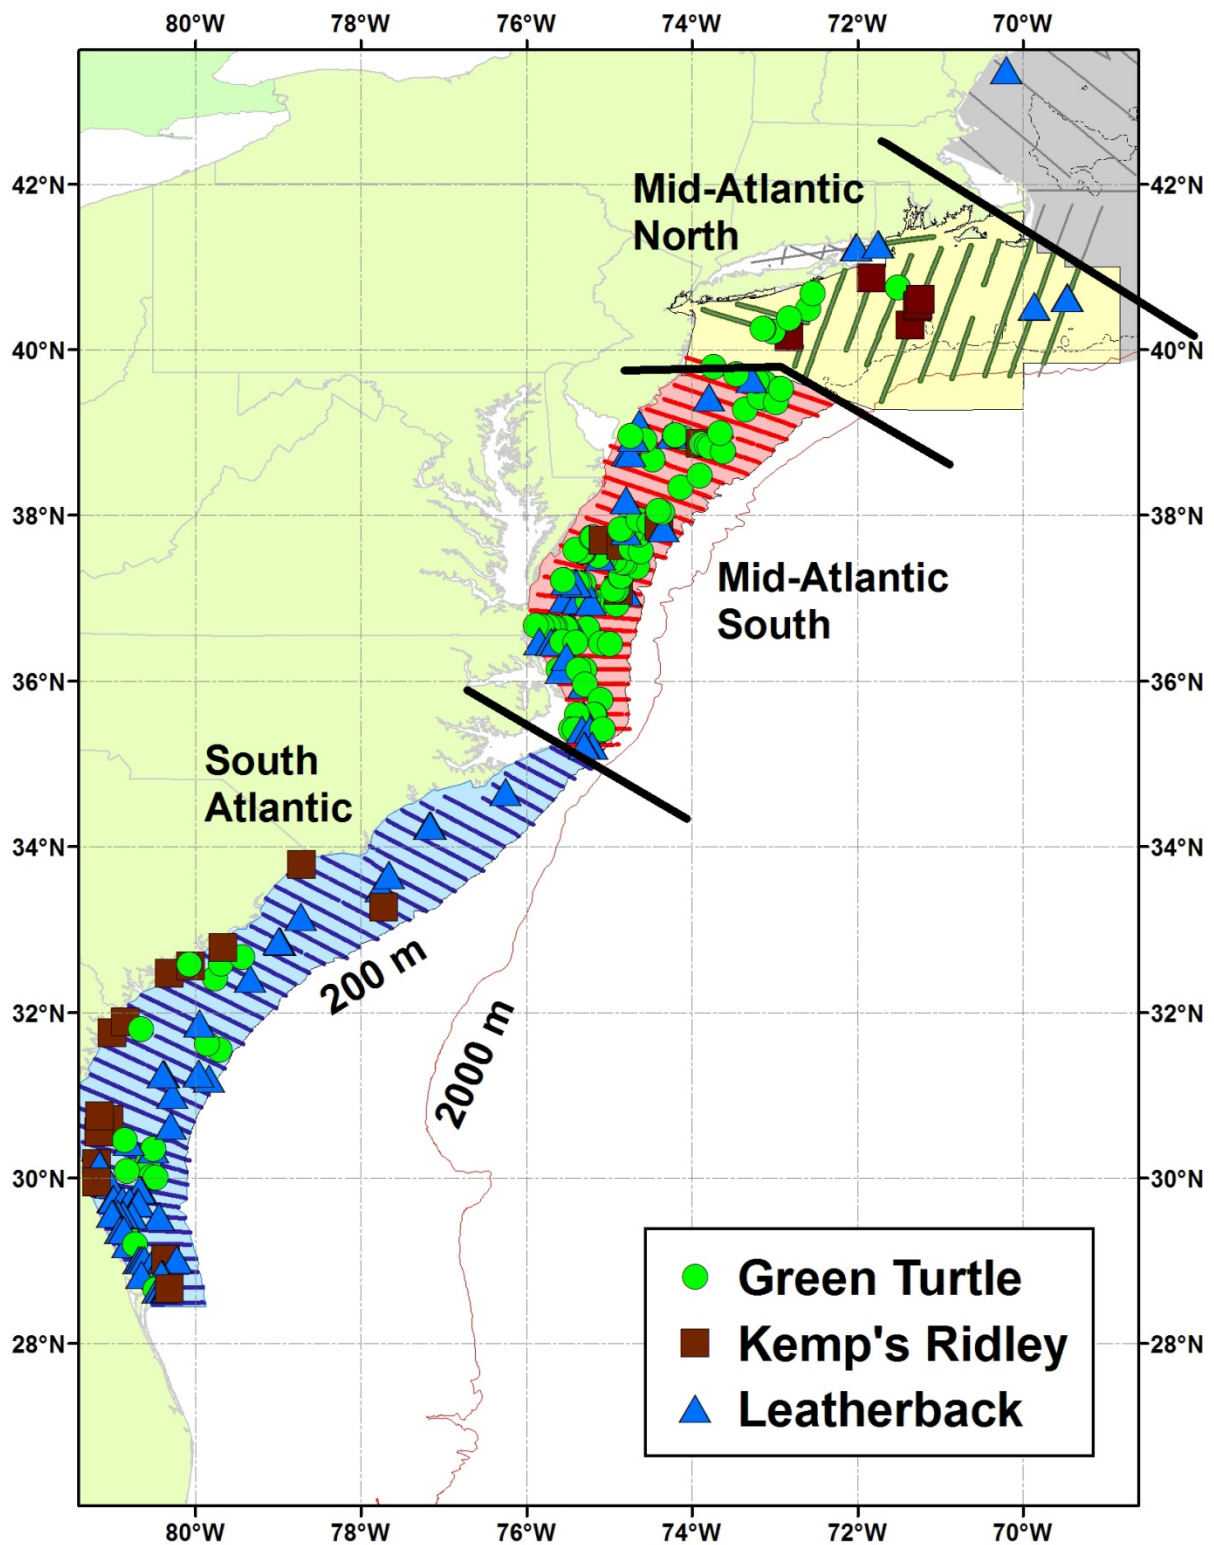 80°W 78°W 76°W 74°W 72°W 70°W
42°N 42°N
Mid-Atlantic
North
40°N 40°N
38°N 38°N
Mid-Atlantic
South
36°N 36°N
South
Atlantic
34°N 34°N
200 m
32°N 32°N
2000 m
30°N 30°N
Green Turtle
28°N 28°N
Kemp's Ridley
Leatherback
80°W 78°W 76°W 74°W 72°W 70°W